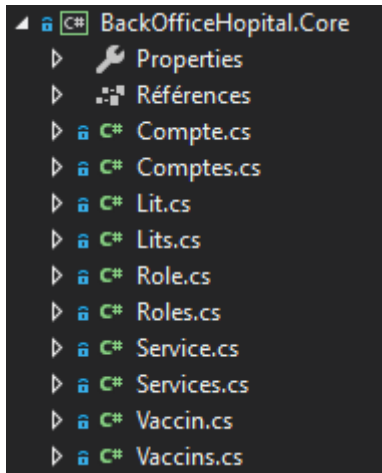 C# BackOfficeHopital.Core
Properties
Références
C# Compte.cs
C# Comptes.cs
C# Lit.cs
C# Lits.cs
C# Role.cs
C# Roles.cs
C# Service.cs
C# Services.cs
C# Vaccin.cs
C# Vaccins.cs